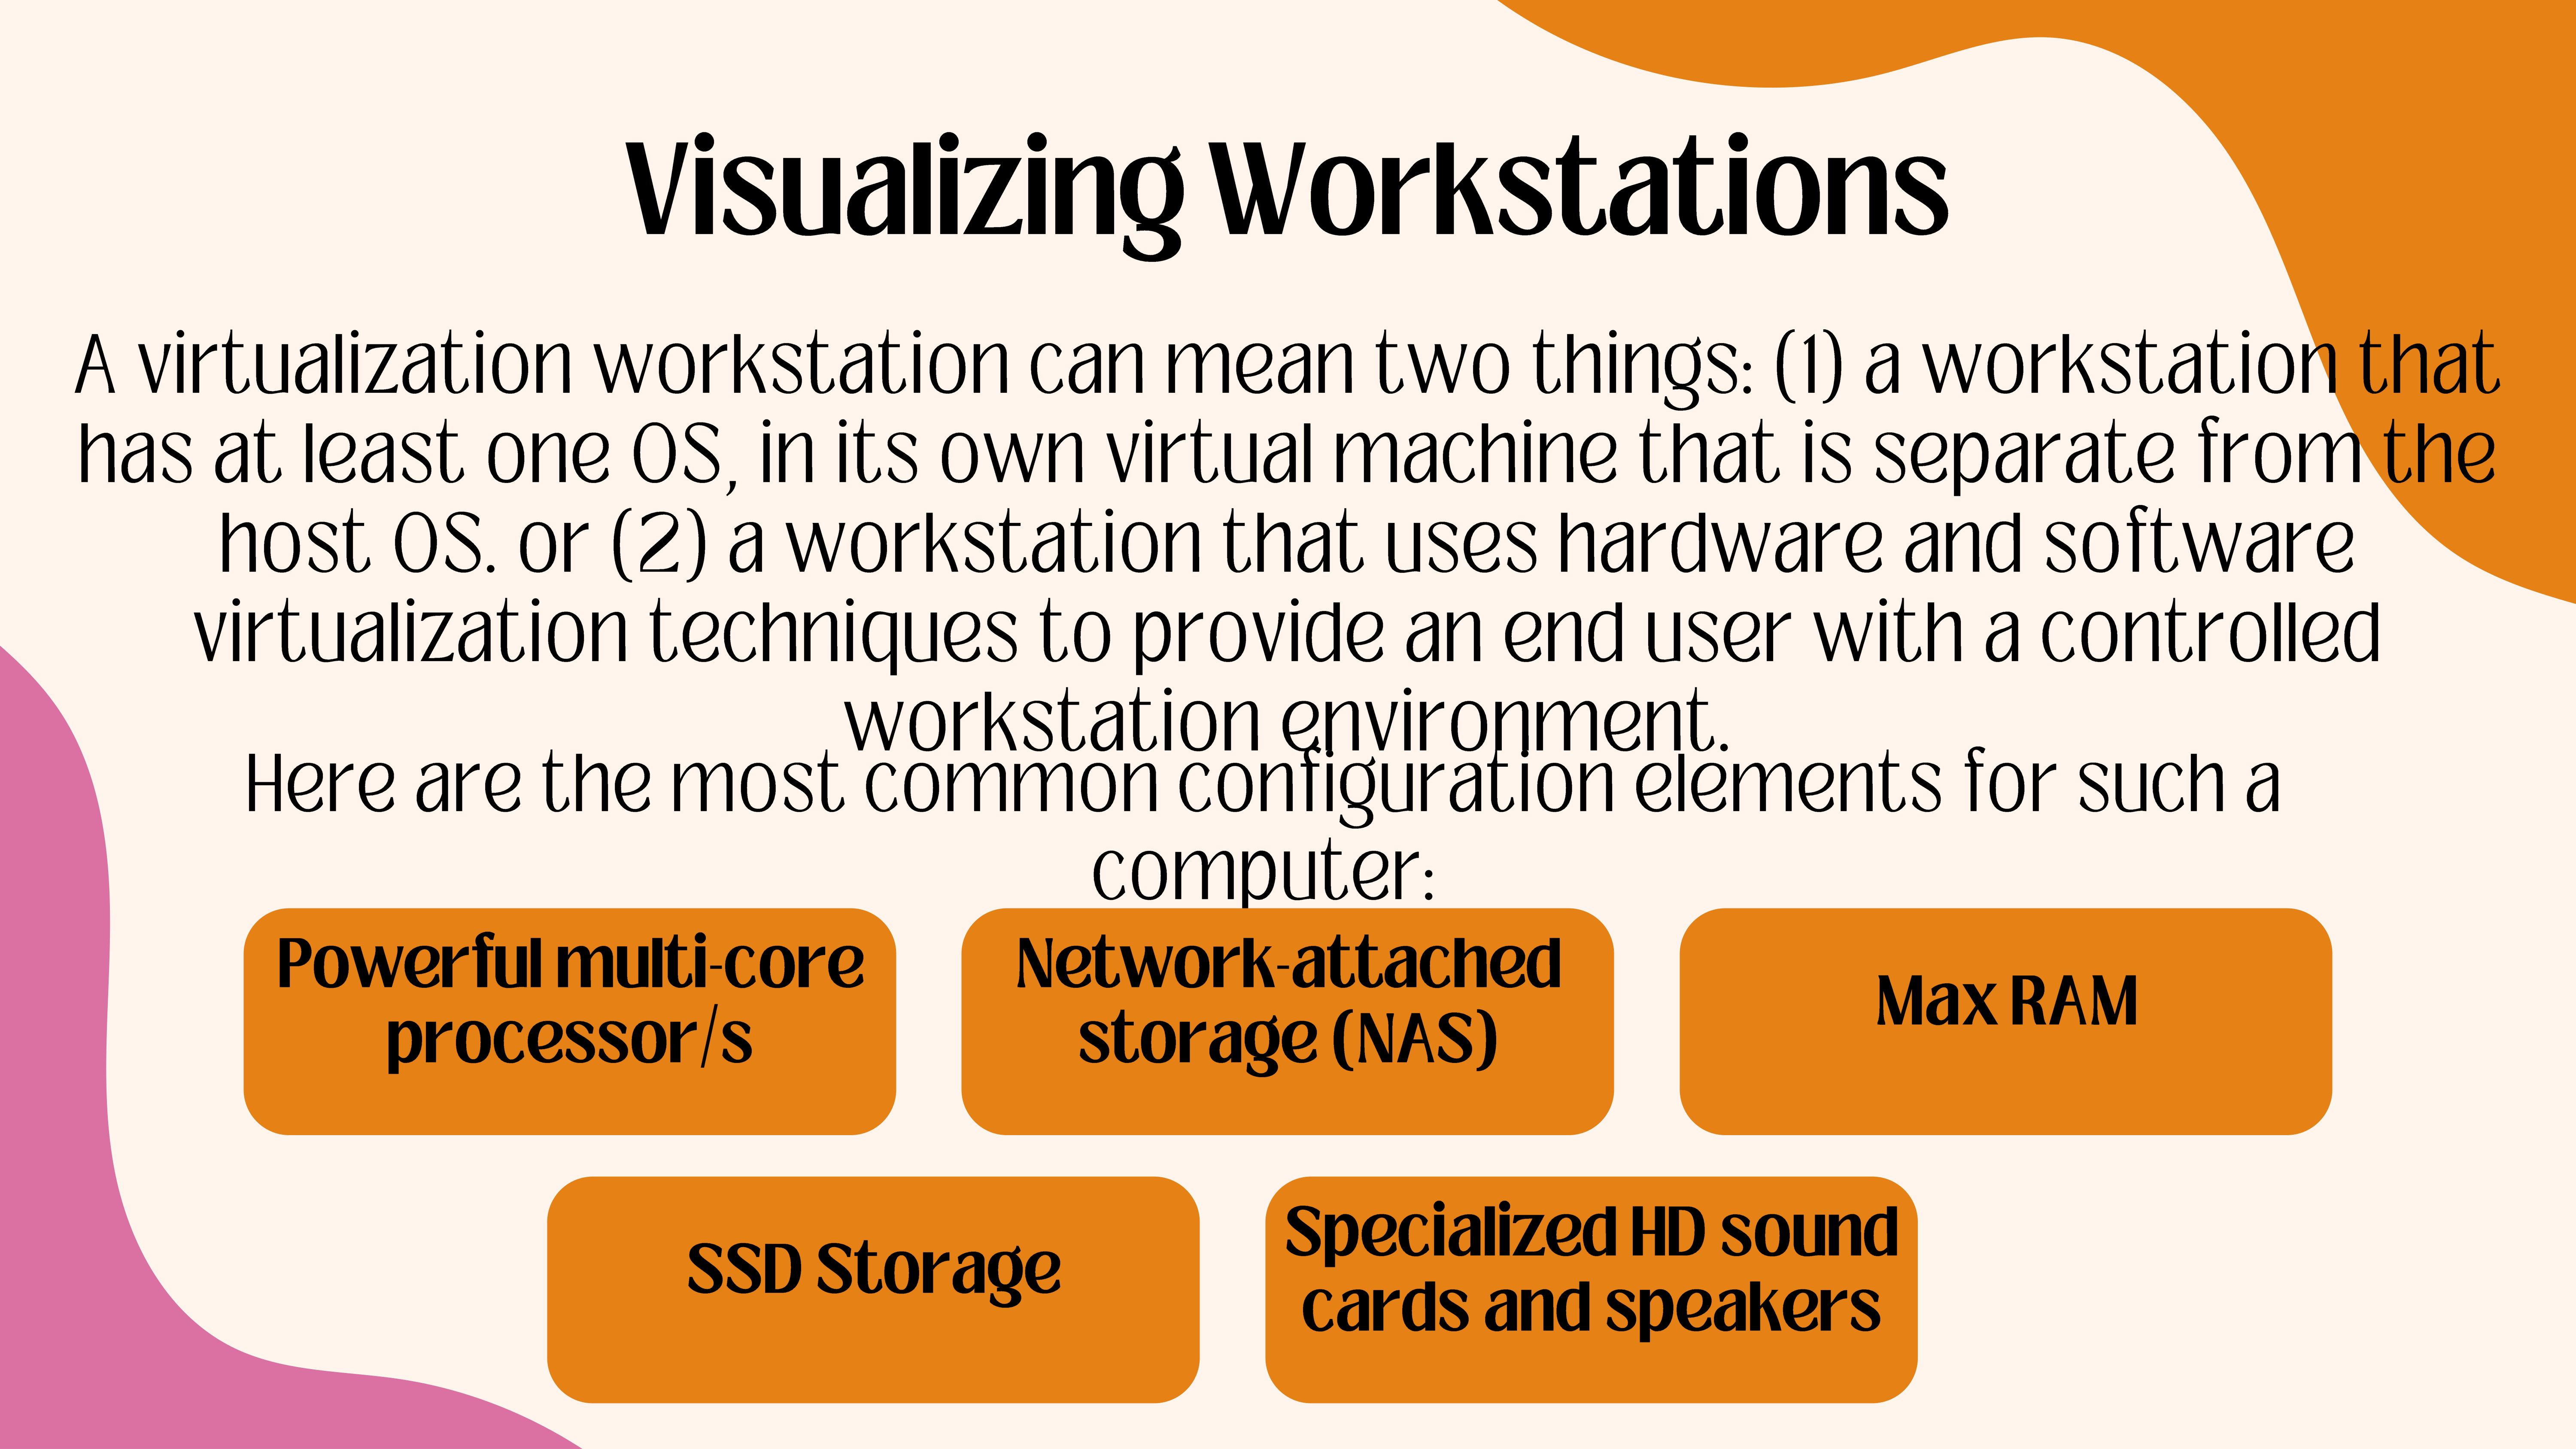 Visualizing Workstations
A virtualization workstation can mean two things: (1) a workstation that
has at least one OS, in its own virtual machine that is separate from the
host OS. or (2) a workstation that uses hardware and software
virtualization techniques to provide an end user with a controlled
workstation environment.
Here are the most common configuration elements for such a
computer:
Powerful multi-core
processor/s
Network-attached
storage (NAS)
Max RAM
SSD Storage
Specialized HD sound
cards and speakers